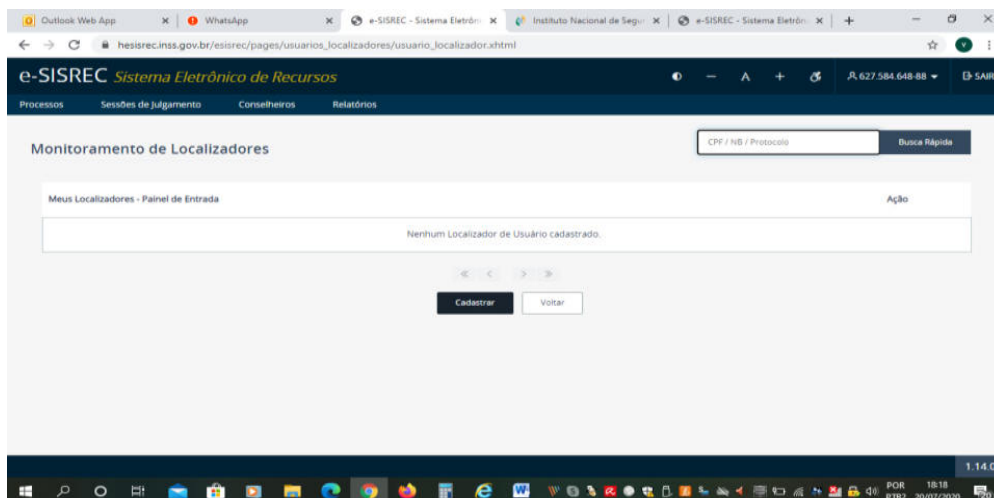 Outlook Web App
WhatsApp
e-SISREC - Sistema Eletrôni
Instituto Nacional de Segur
e-SISREC - Sistema Eletrôni
hesisrec.inss.gov.br/esisrec/pages/usuarios_localizadores/usuario_localizador.xhtml
e-SISREC Sistema Eletrônico de Recursos
A
627.584.648-88
SAIR
Processos Sessões de Julgamento Conselheiros Relatórios
CPF / NB / Protocolo
Busca Rápida
Monitoramento de Localizadores
Meus Localizadores - Painel de Entrada
Ação
Nenhum Localizador de Usuário cadastrado.
Cadastrar
Voltar
1.14.0
POR 18:18
PTB2 20/07/2020